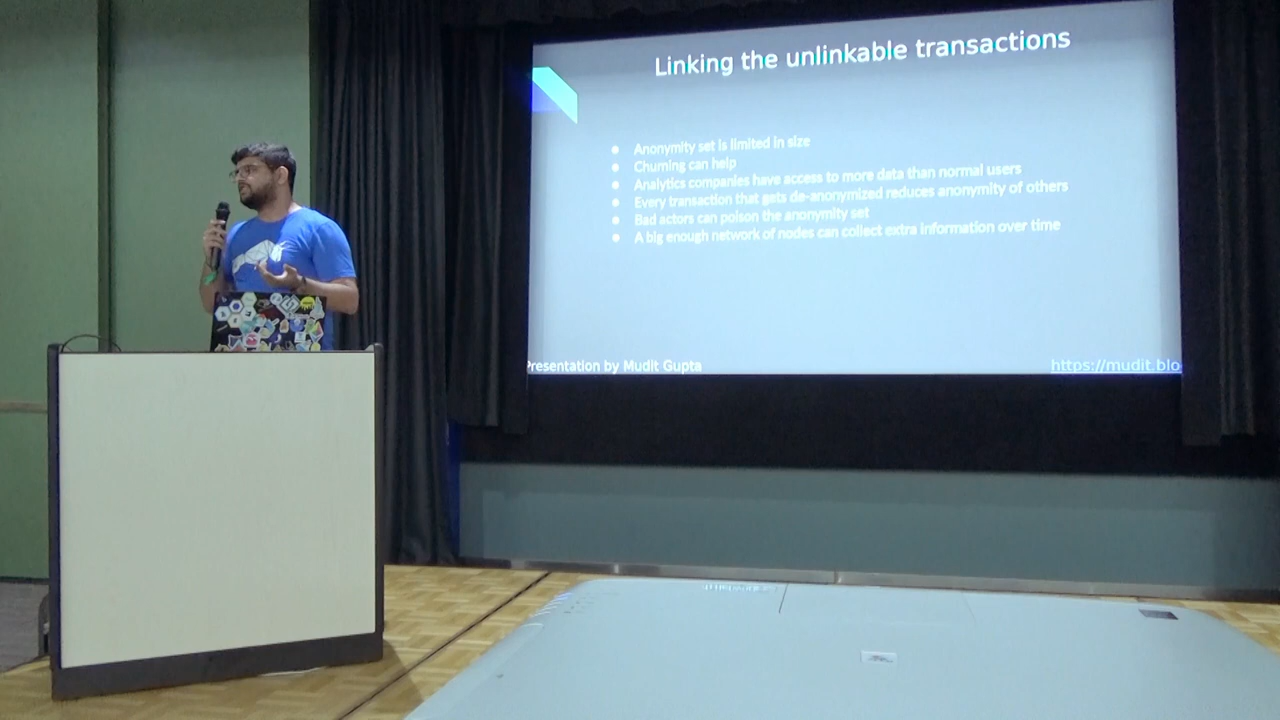 Linking the unlinkable transactions
Anonymity set is limited in size
Churning can help
Analytics companies have access to more data than normal users
Every transaction that gets de-anonymized reduces anonymity of others
Bad actors can poison the anonymity set
A big enough network of nodes can collect extra information over time
Presentation by Mudit Gupta
https://mudit.blo